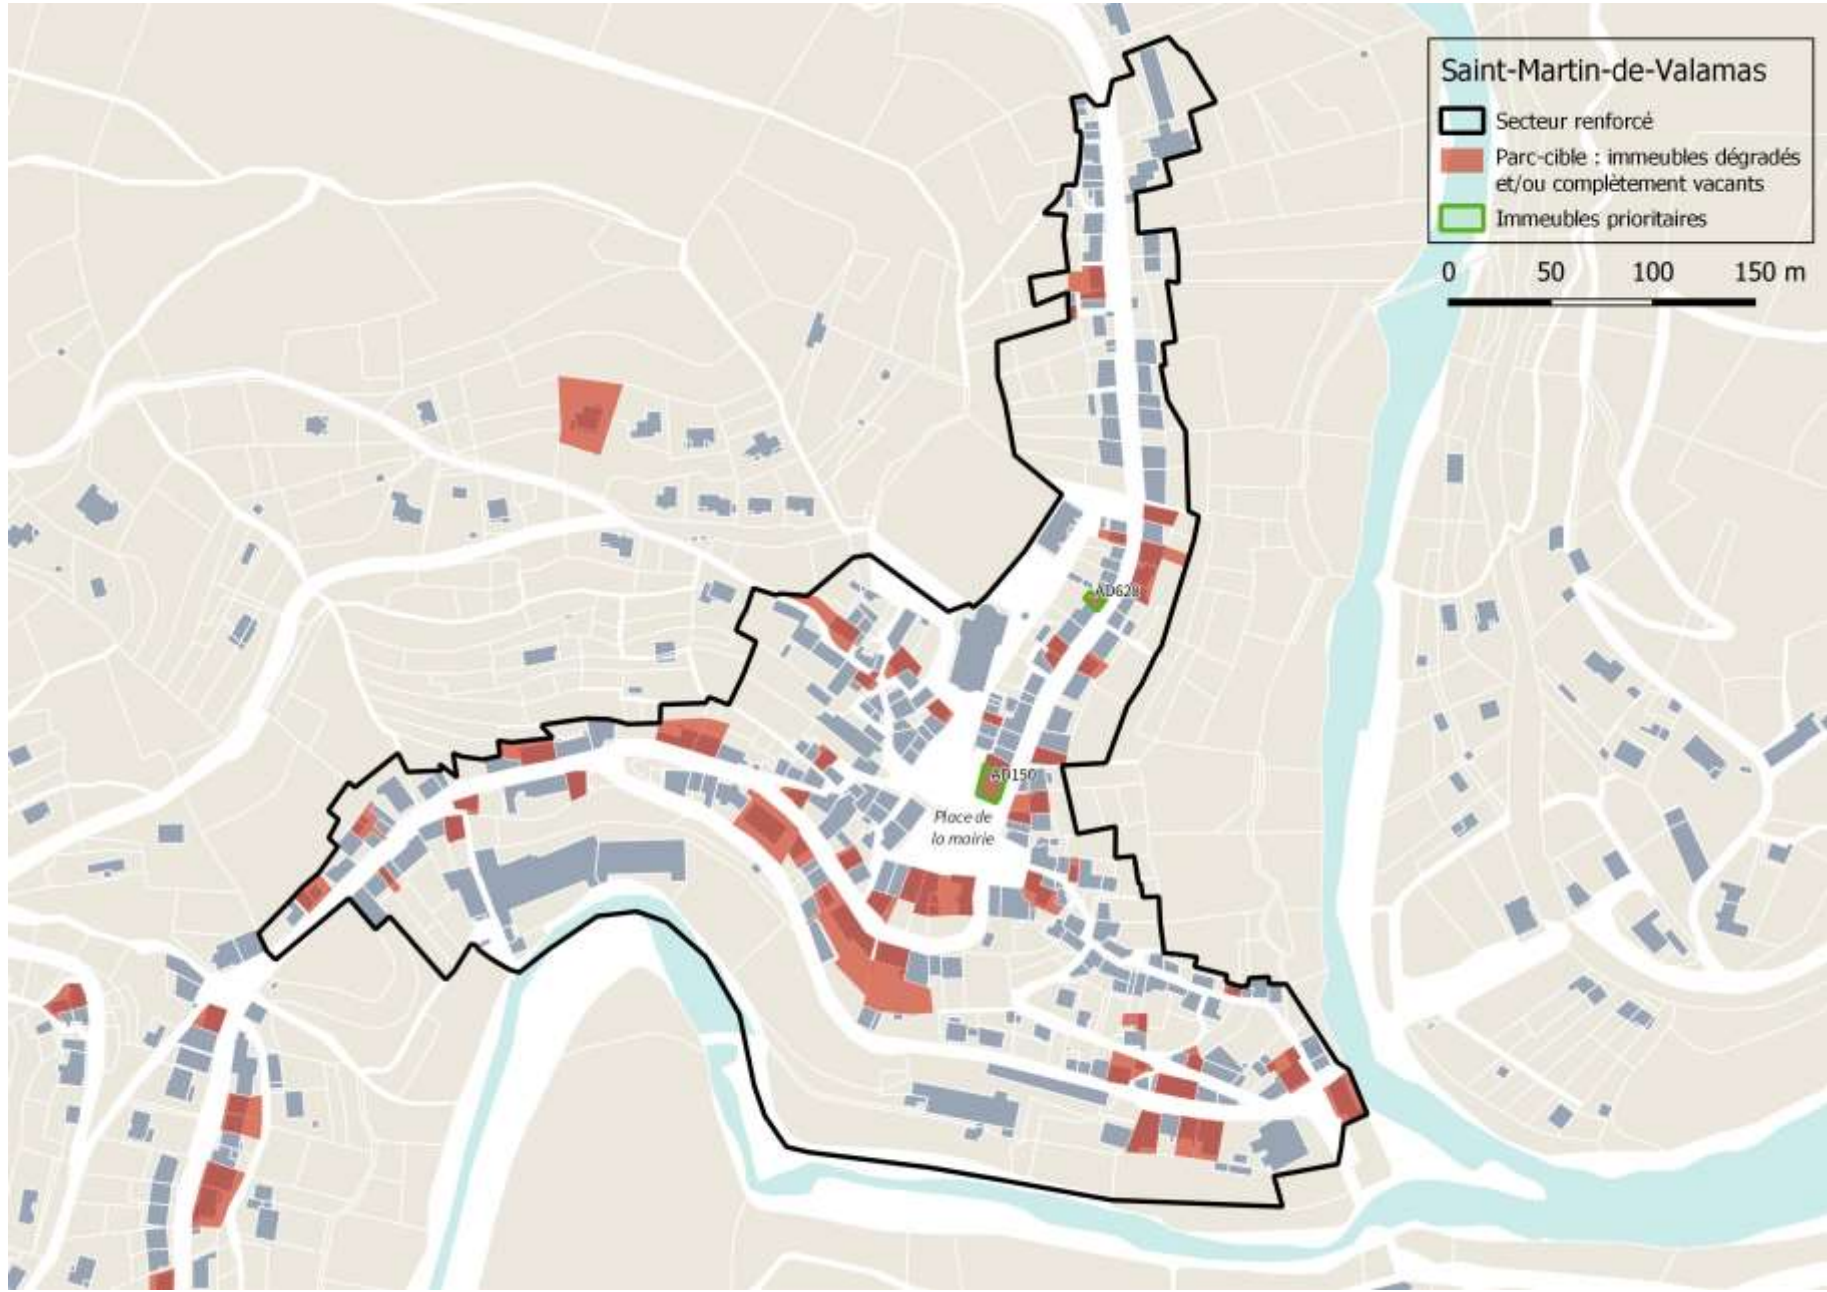 Saint-Martin-de-Valamas
Secteur renforcé
Parc-cible : immeubles dégradés
et/ou complètement vacants
Immeubles prioritaires
0 50 100 150 m
AD628
AD150
Place de
la mairie